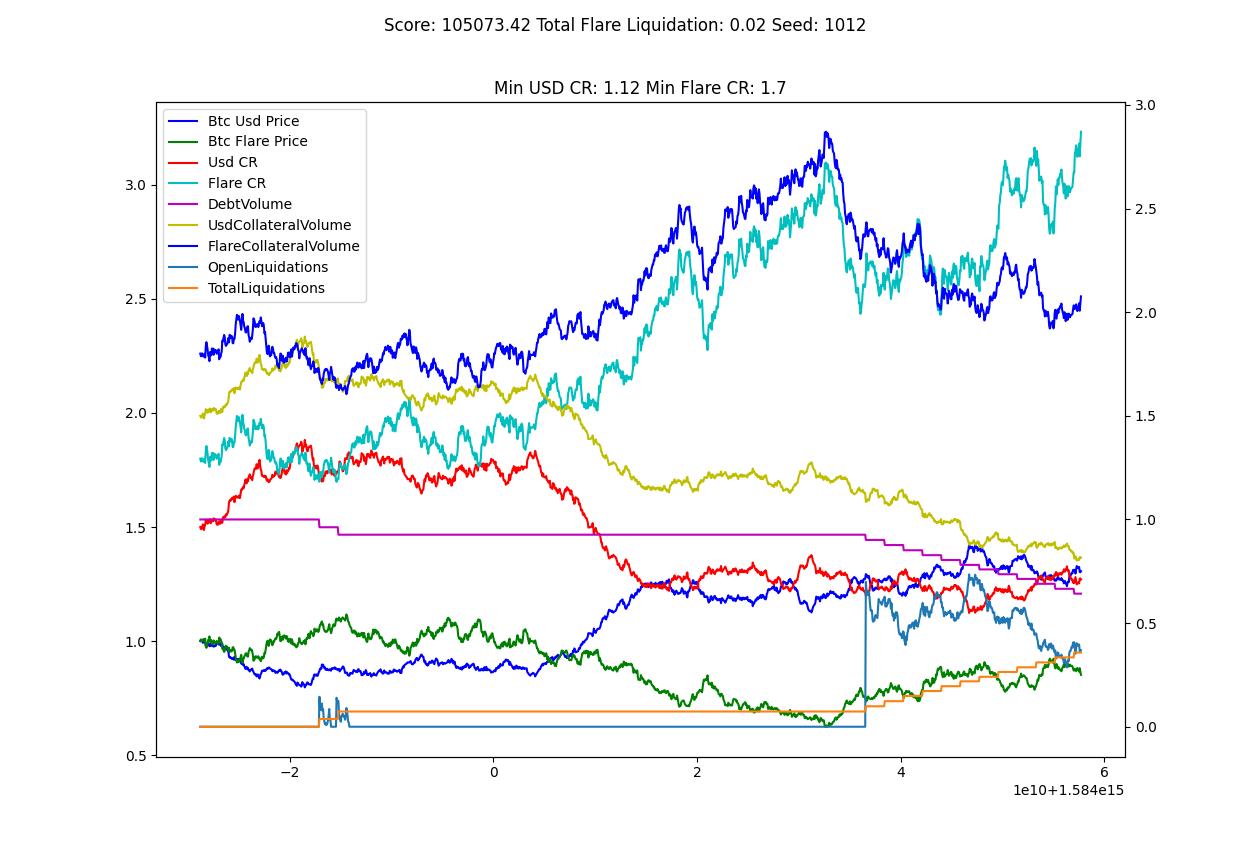 Score: 105073.42 Total Flare Liquidation: 0.02 Seed: 1012
Min USD CR: 1.12 Min Flare CR: 1.7
Btc Usd Price
Btc Flare Price
Usd CR
Flare CR
DebtVolume
UsdCollateralVolume
FlareCollateralVolume
OpenLiquidations
TotalLiquidations
3.0
2.5
2.0
1.5
1.0
0.5
3.0
2.5
2.0
1.5
1.0
0.5
0.0
−2
0
2
4
6
1e10+1.584e15